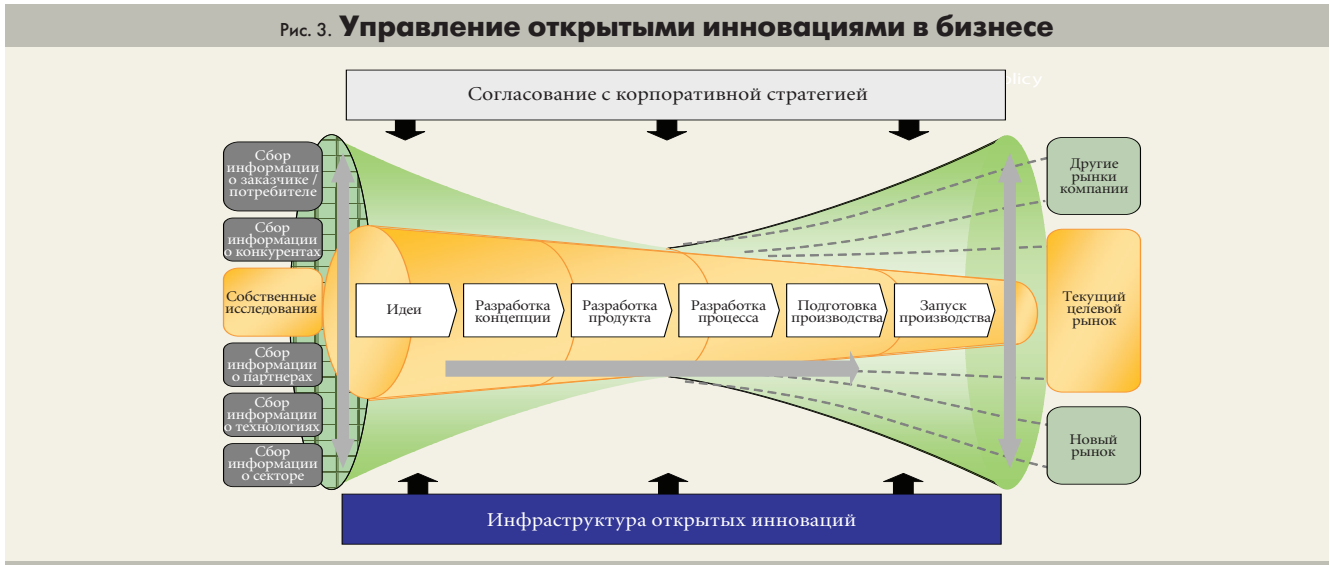 Рис. 3. Управление открытыми инновациями в бизнесе
olicy
Согласование с корпоративной стратегией
Сбор
информации
о заказчике /
потребителе
Сбор
информации
о конкурентах
Собственные
исследования
Сбор
информации
о партнерах
Сбор
информации
о технологиях
Сбор
информации
о секторе
Идеи
Разработка
концепции
Разработка
продукта
Разработка
процесса
Подготовка
производства
Запуск
производства
Другие
рынки
компании
Текущий
целевой
рынок
Новый
рынок
Инфраструктура открытых инноваций